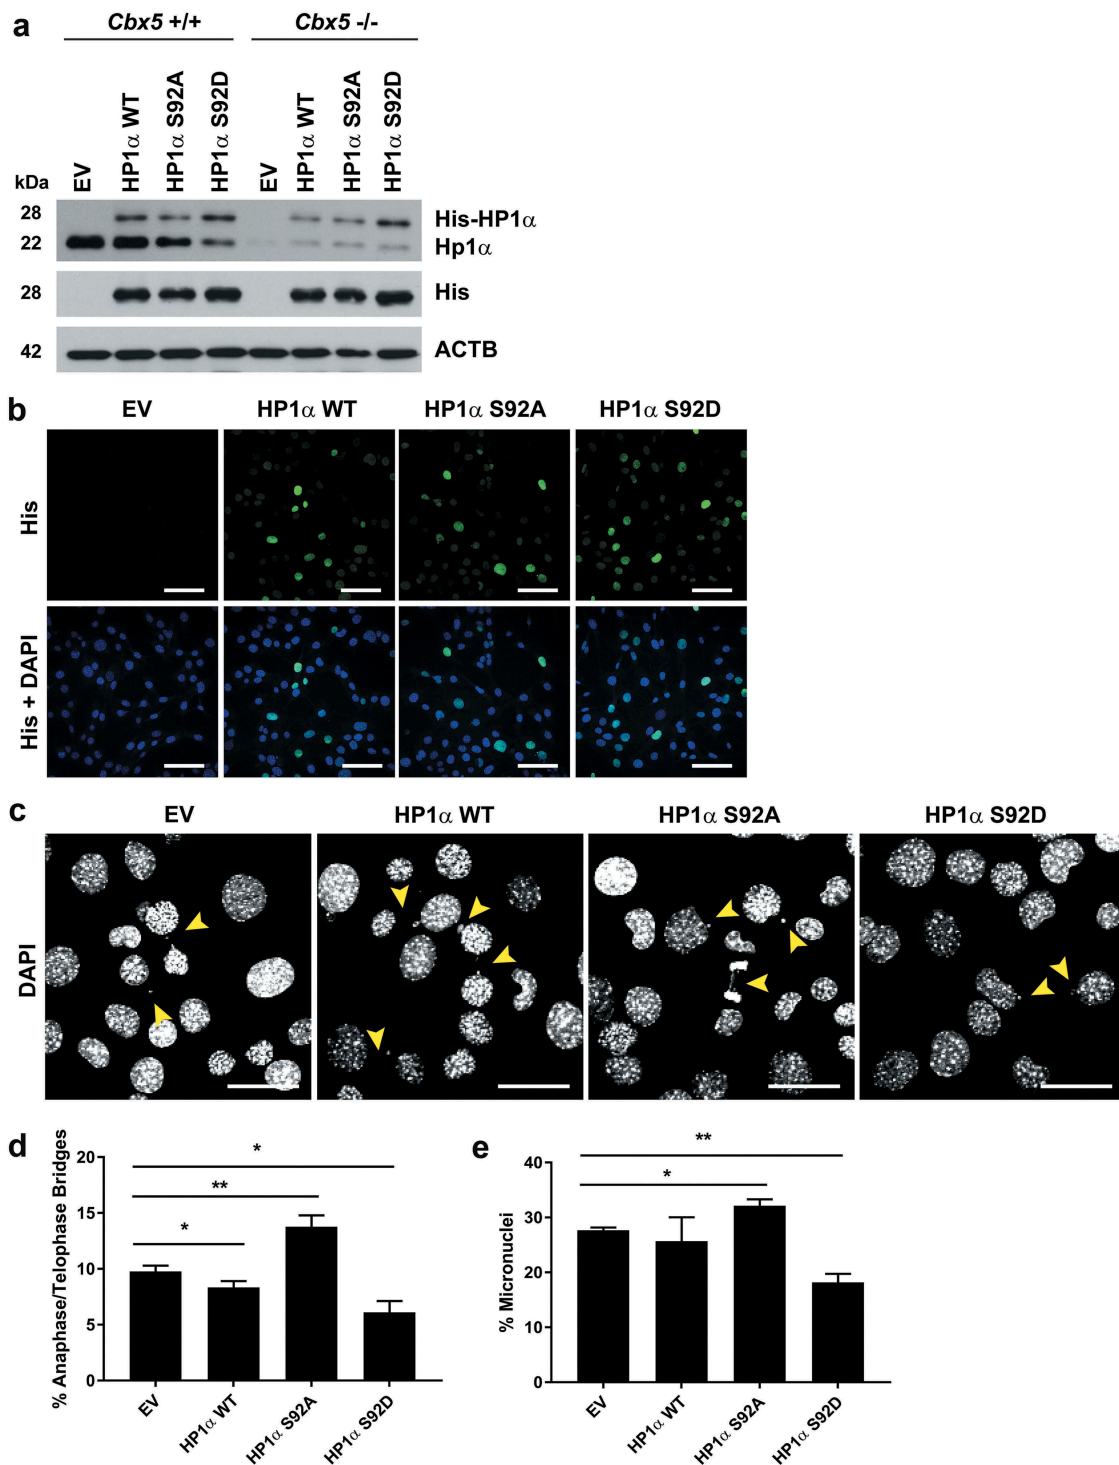 a
Cbx5 +/+ Cbx5 -/-
kDa EV HP1α WT HP1α S92A HP1α S92D EV HP1α WT HP1α S92A HP1α S92D
28 His-HP1α
22 Hp1α
28 His
42 ACTB
b
EV HP1α WT HP1α S92A HP1α S92D
His
His + DAPI
c
EV HP1α WT HP1α S92A HP1α S92D
DAPI
d
% Anaphase/Telophase Bridges
20
15
10
5
0
*
**
*
EV HP1α WT HP1α S92A HP1α S92D
e
% Micronuclei
40
30
20
10
0
**
*
EV HP1α WT HP1α S92A HP1α S92D